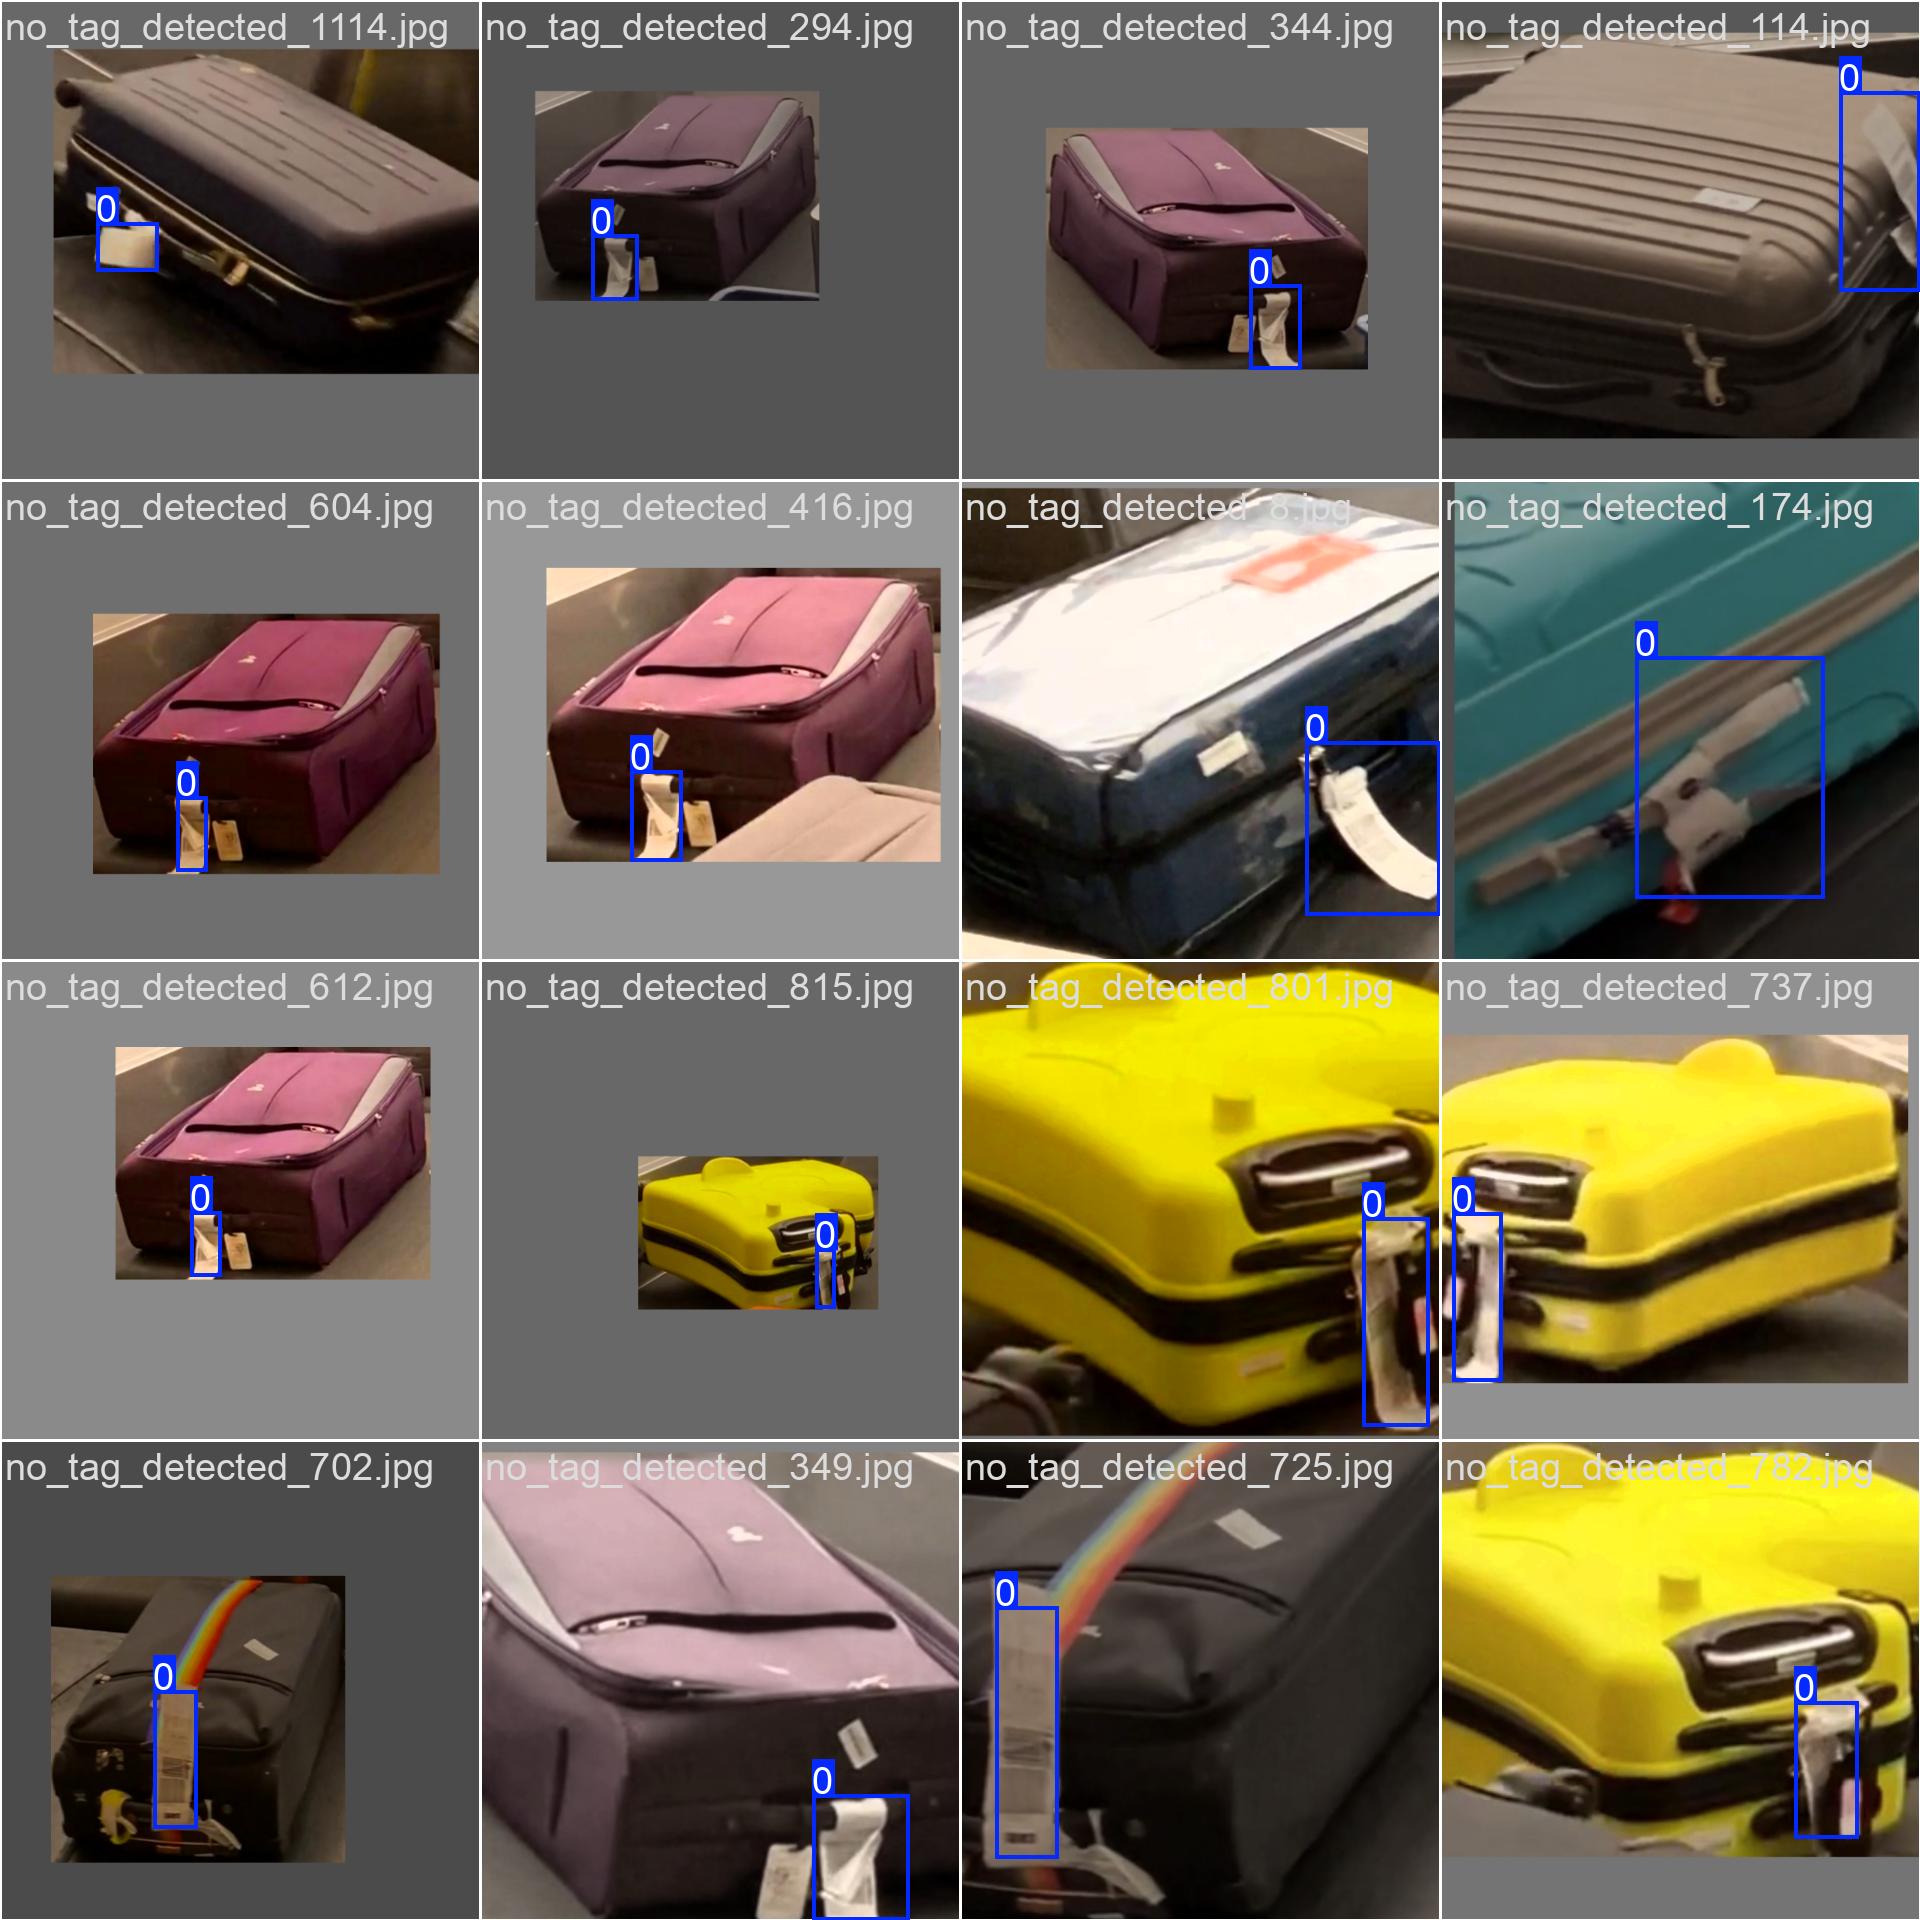 no_tag_detected_1114.jpg
no_tag_detected_294.jpg
no_tag_detected_344.jpg
no_tag_detected_114.jpg
0
0
0
0
no_tag_detected_604.jpg
no_tag_detected_416.jpg
no_tag_detected_8.jpg
no_tag_detected_174.jpg
0
0
0
0
no_tag_detected_612.jpg
no_tag_detected_815.jpg
no_tag_detected_801.jpg
no_tag_detected_737.jpg
0
0
0
0
no_tag_detected_702.jpg
no_tag_detected_349.jpg
no_tag_detected_725.jpg
no_tag_detected_782.jpg
0
0
0
0